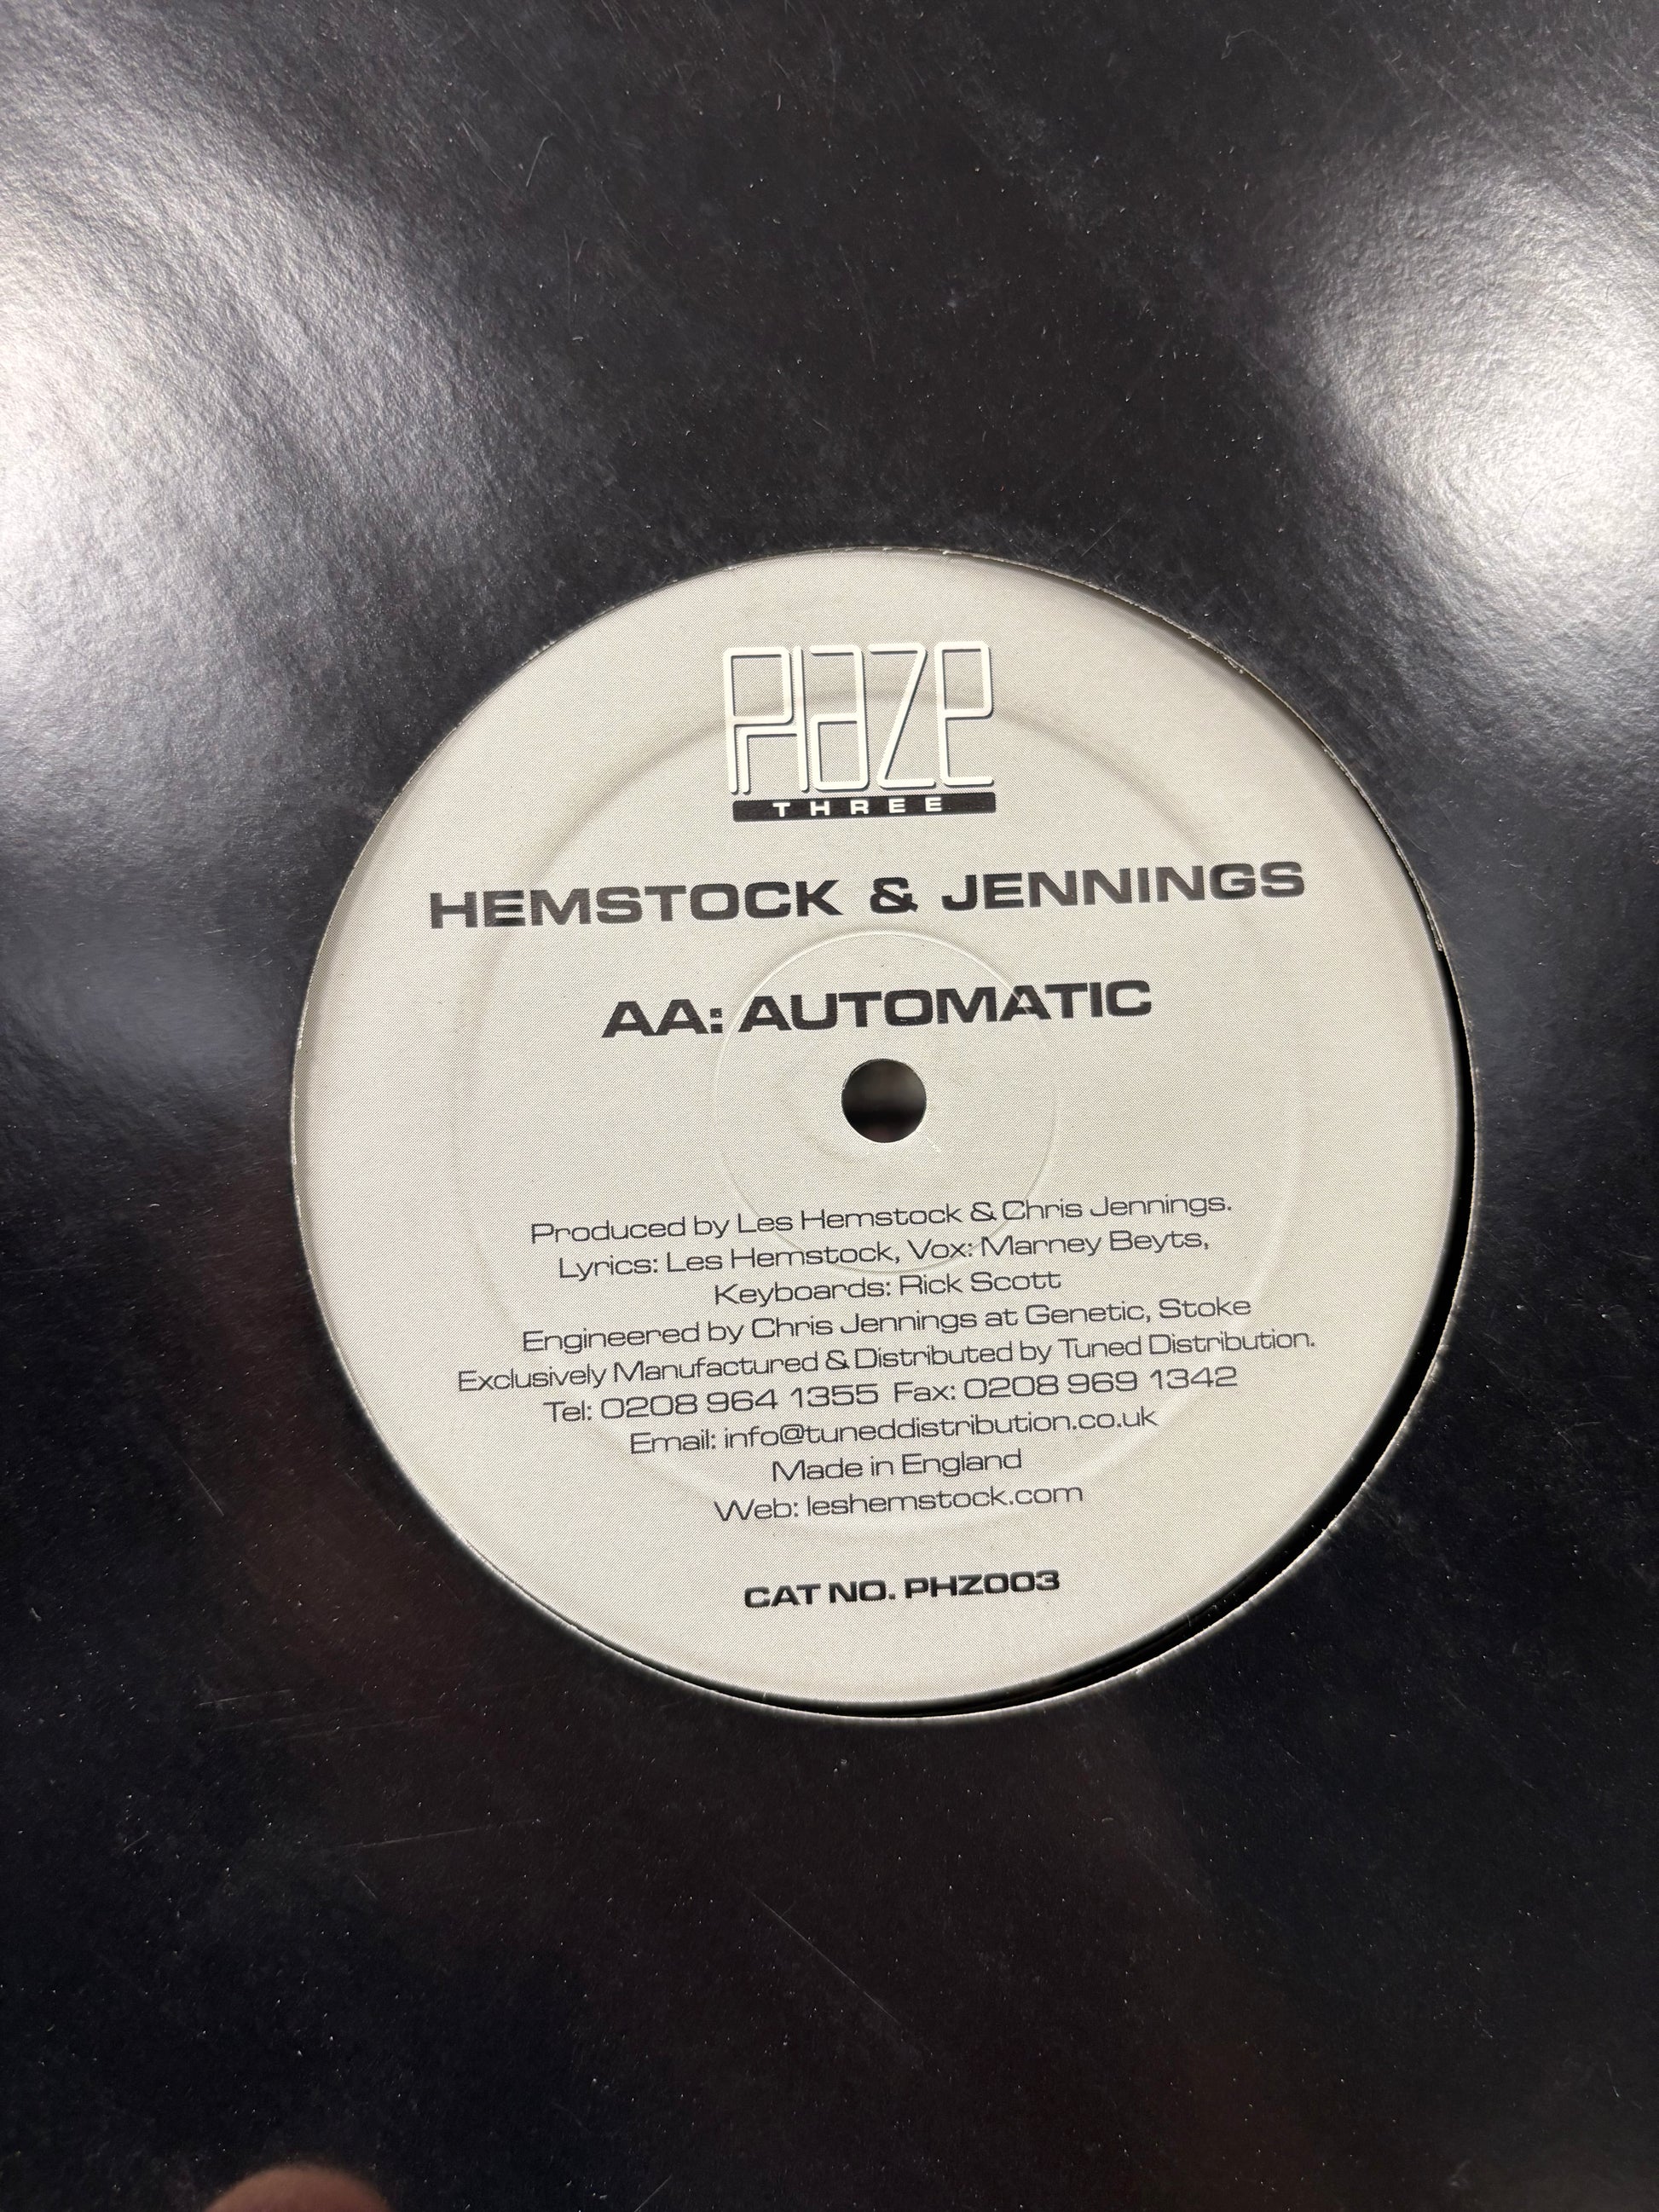 PHAZE
THREE
HEMSTOCK & JENNINGS
AA: AUTOMATIC
Produced by Les Hemstock & Chris Jennings.
Lyrics: Les Hemstock, Vox: Marney Beyts,
Keyboards: Rick Scott
Engineered by Chris Jennings at Genetic, Stoke
Exclusively Manufactured & Distributed by Tuned Distribution.
Tel: 0208 964 1355 Fax: 0208 969 1342
Email: info@tuneddistribution.co.uk
Made in England
Web: leshemstock.com
CAT NO. PHZ003